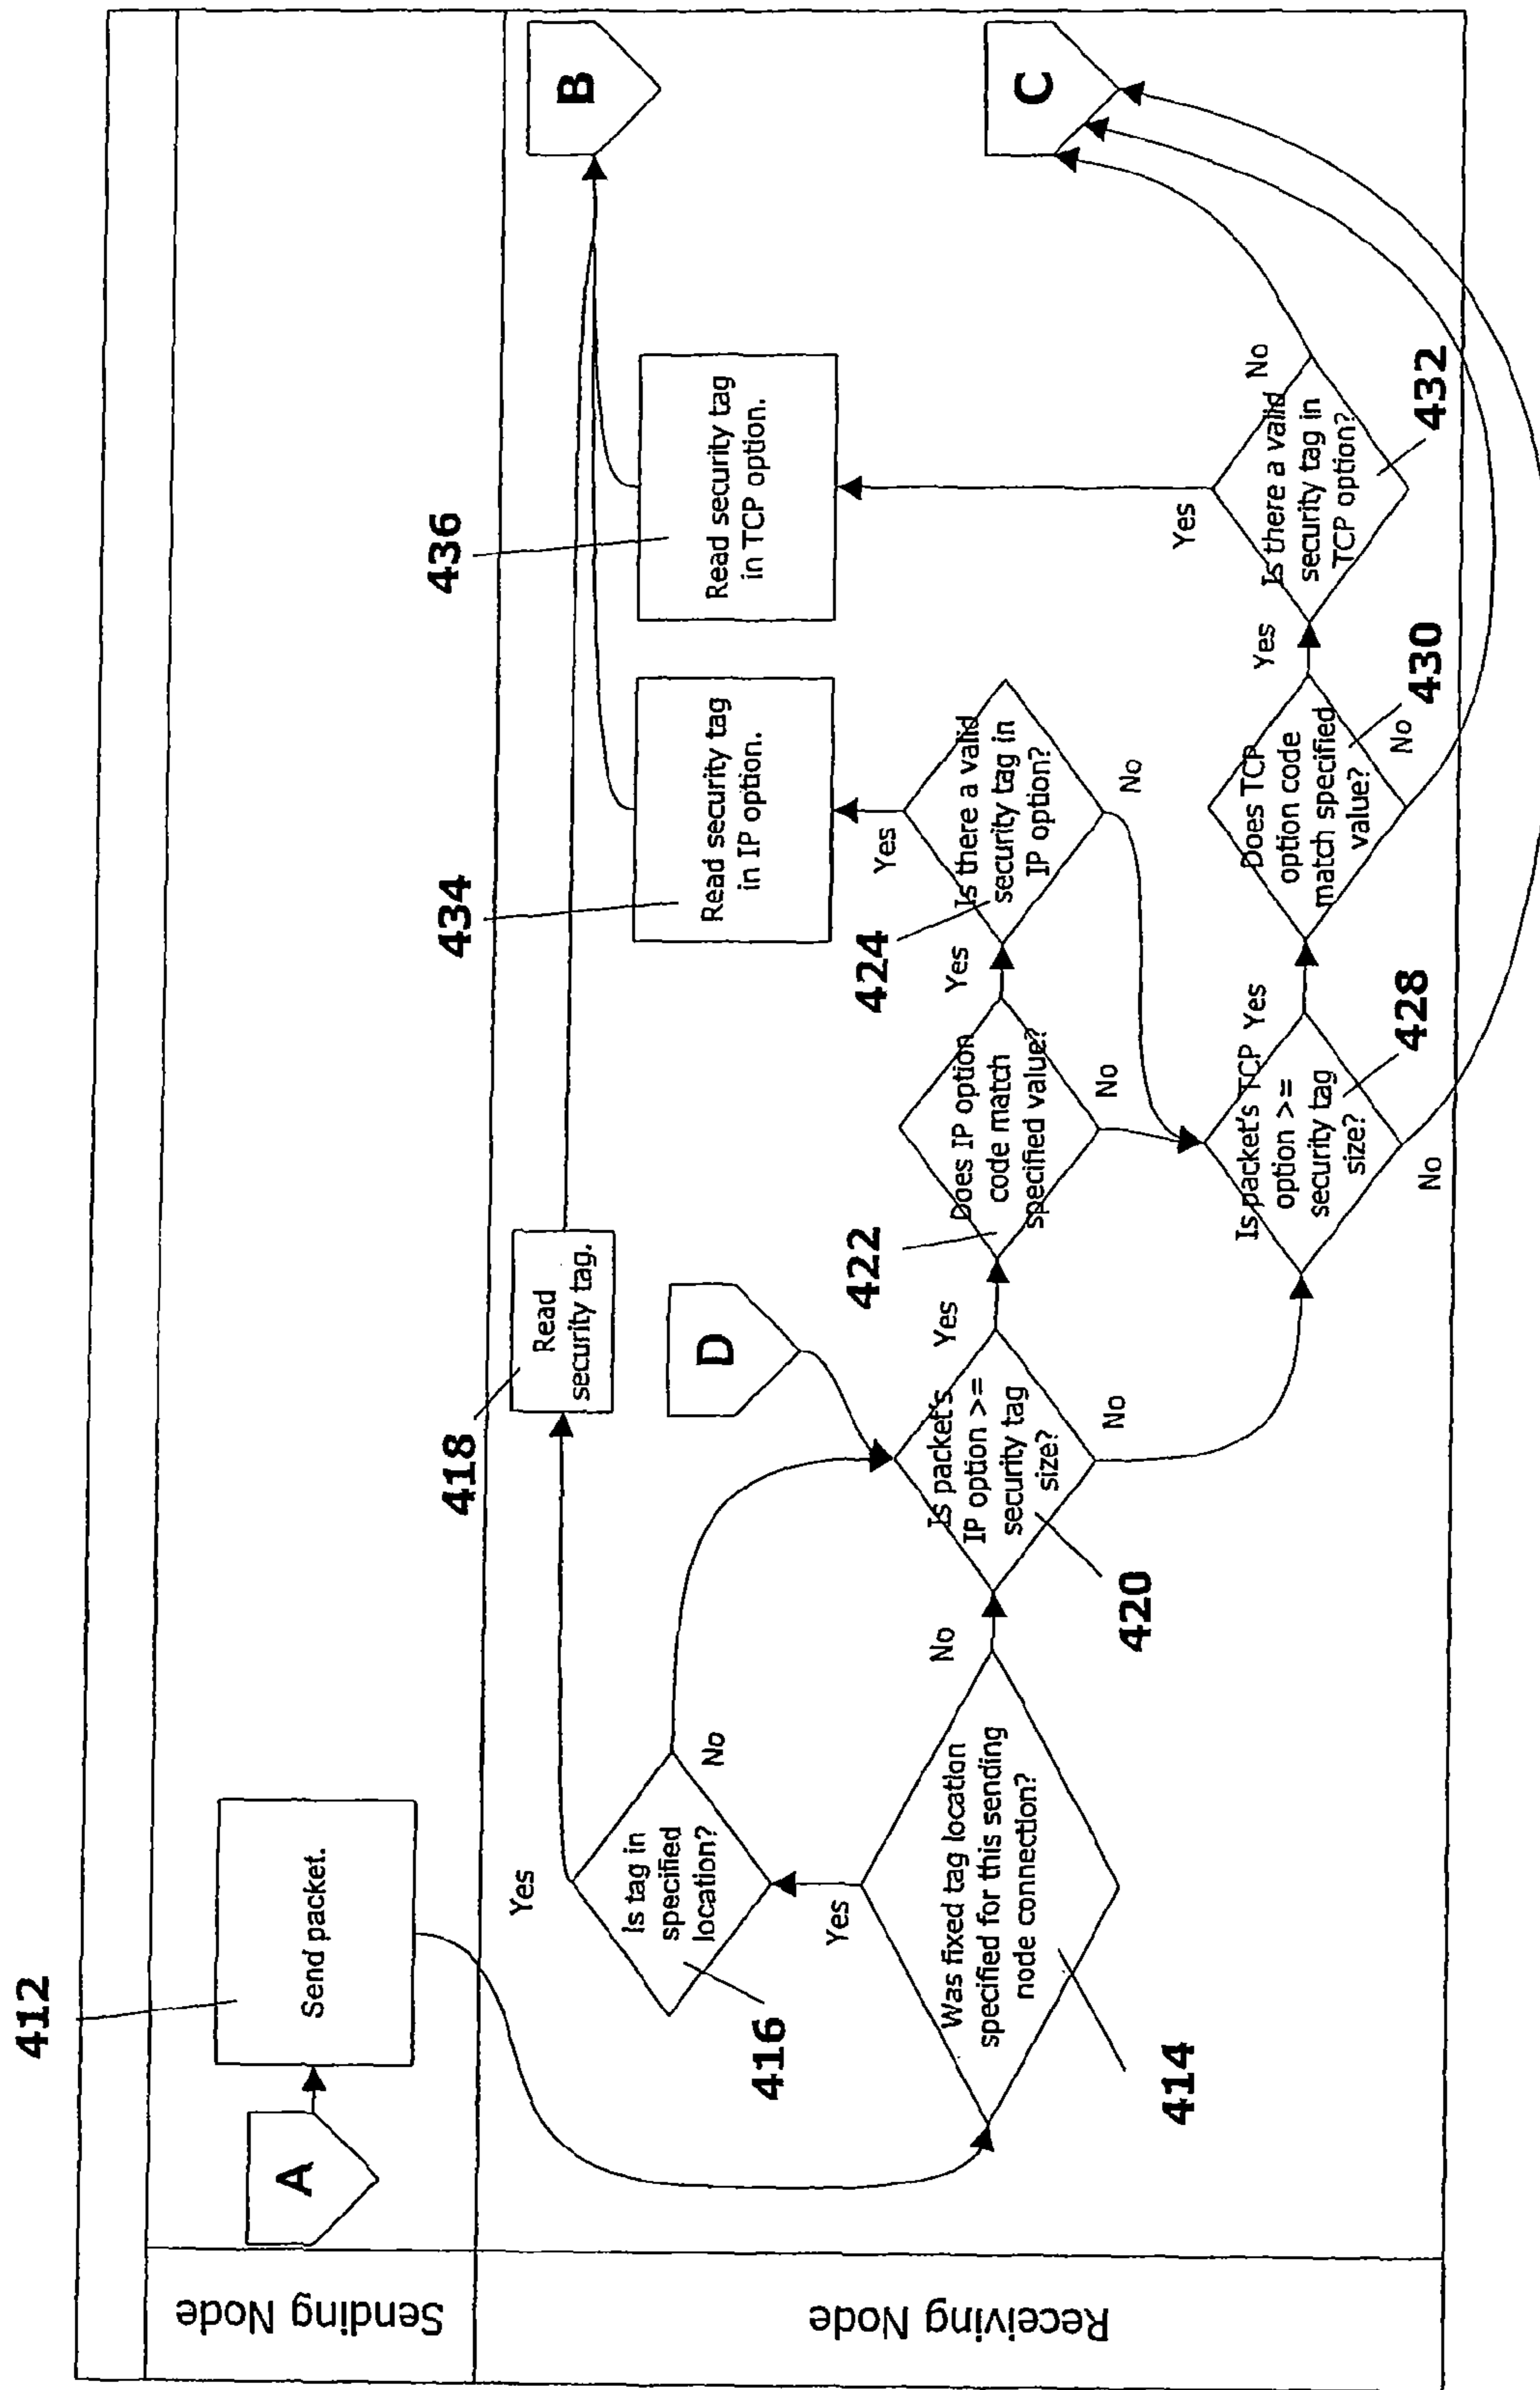 412
Sending Node
A
Send packet.
Receiving Node
414
Was fixed tag location
specified for this sending
node connection?
Yes
No
416
Is tag in
specified
location?
Yes
No
418
Read
security tag.
D
420
Is packet's
IP option >=
security tag
size?
Yes
No
422
Does IP option
code match
specified value?
Yes
No
424
Is there a valid
security tag in
IP option?
Yes
No
434
Read security tag
in IP option.
436
Read security tag
in TCP option.
428
Is packet's TCP
option >=
security tag
size?
Yes
No
430
Does TCP
option code
match specified
value?
Yes
No
432
Is there a valid
security tag in
TCP option?
Yes
No
B
C